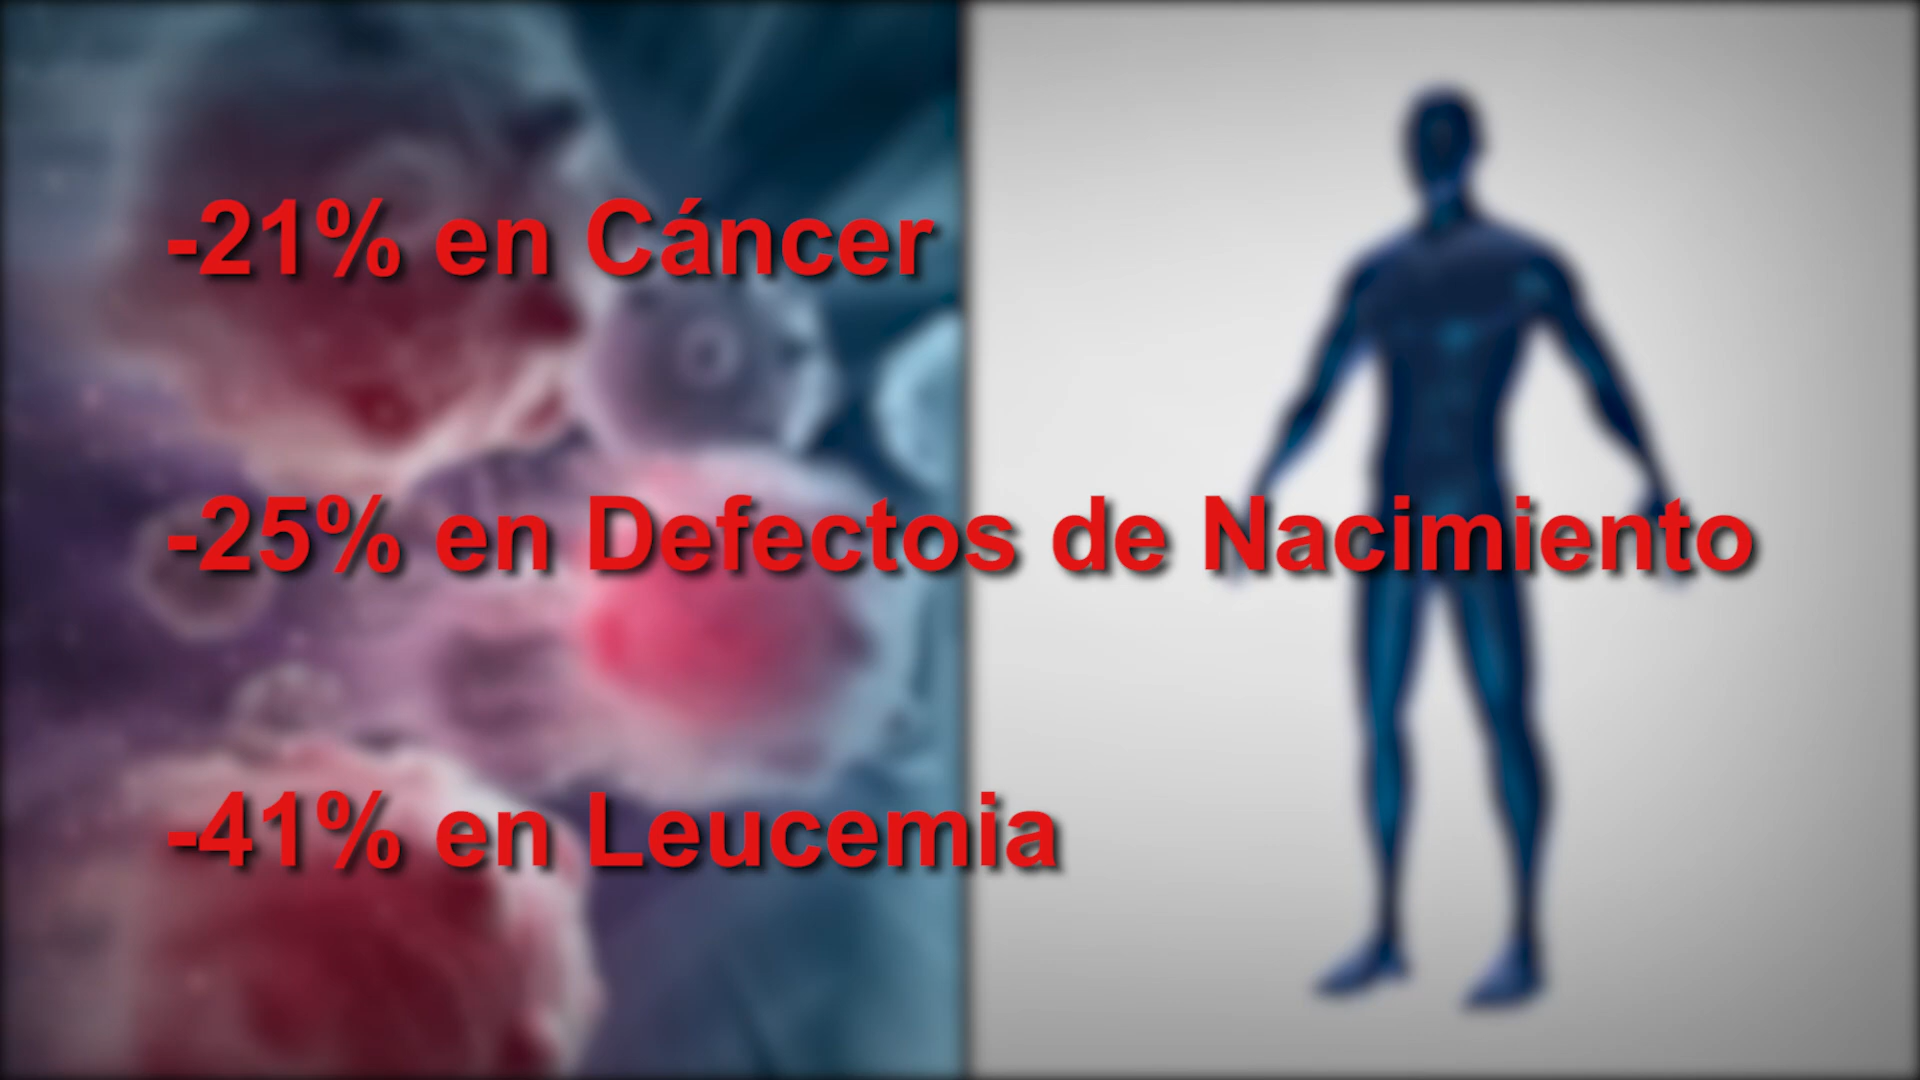 -21% en Cáncer
-25% en Defectos de Nacimiento
-41% en Leucemia